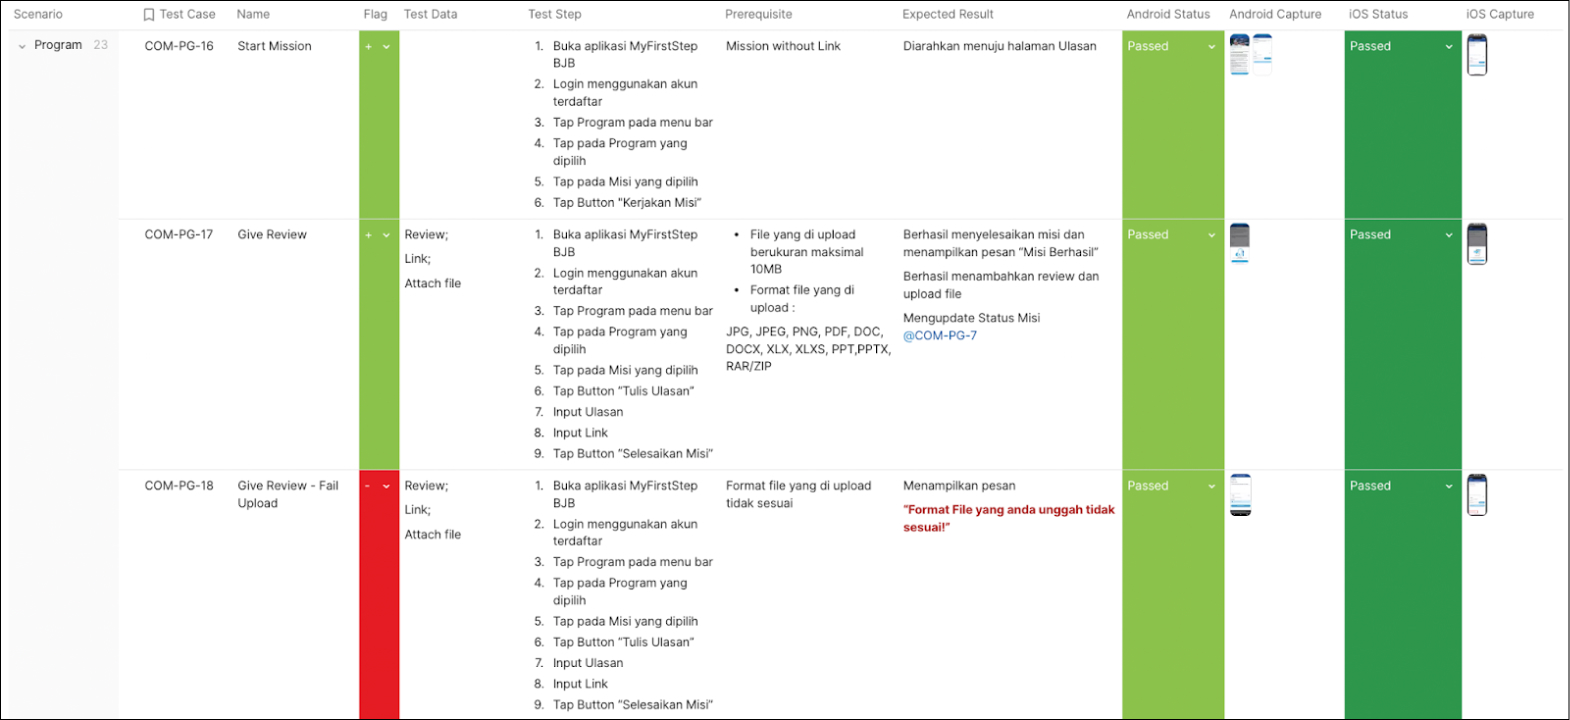 Scenario
Test Case
Name
Flag
Test Data
Test Step
Prerequisite
Expected Result
Android Status
Android Capture
iOS Status
iOS Capture
Program 23
COM-PG-16
Start Mission
+
1. Buka aplikasi MyFirstStep
BJB
2. Login menggunakan akun
terdaftar
3. Tap Program pada menu bar
4. Tap pada Program yang
dipilih
5. Tap pada Misi yang dipilih
6. Tap Button "Kerjakan Misi"
Mission without Link
Diarahkan menuju halaman Ulasan
Passed
Passed
COM-PG-17
Give Review
+
Review;
Link;
Attach file
1. Buka aplikasi MyFirstStep
BJB
2. Login menggunakan akun
terdaftar
3. Tap Program pada menu bar
4. Tap pada Program yang
dipilih
5. Tap pada Misi yang dipilih
6. Tap Button "Tulis Ulasan"
7. Input Ulasan
8. Input Link
9. Tap Button "Selesaikan Misi"
• File yang di upload
berukuran maksimal
10MB
• Format file yang di
upload :
JPG, JPEG, PNG, PDF, DOC,
DOCX, XLX, XLXS, PPT,PPTX,
RAR/ZIP
Berhasil menyelesaikan misi dan
menampilkan pesan "Misi Berhasil"
Berhasil menambahkan review dan
upload file
Mengupdate Status Misi
@COM-PG-7
Passed
Passed
COM-PG-18
Give Review - Fail
Upload
-
Review;
Link;
Attach file
1. Buka aplikasi MyFirstStep
BJB
2. Login menggunakan akun
terdaftar
3. Tap Program pada menu bar
4. Tap pada Program yang
dipilih
5. Tap pada Misi yang dipilih
6. Tap Button "Tulis Ulasan"
7. Input Ulasan
8. Input Link
9. Tap Button "Selesaikan Misi"
Format file yang di upload
tidak sesuai
Menampilkan pesan
"Format File yang anda unggah tidak
sesuai!"
Passed
Passed